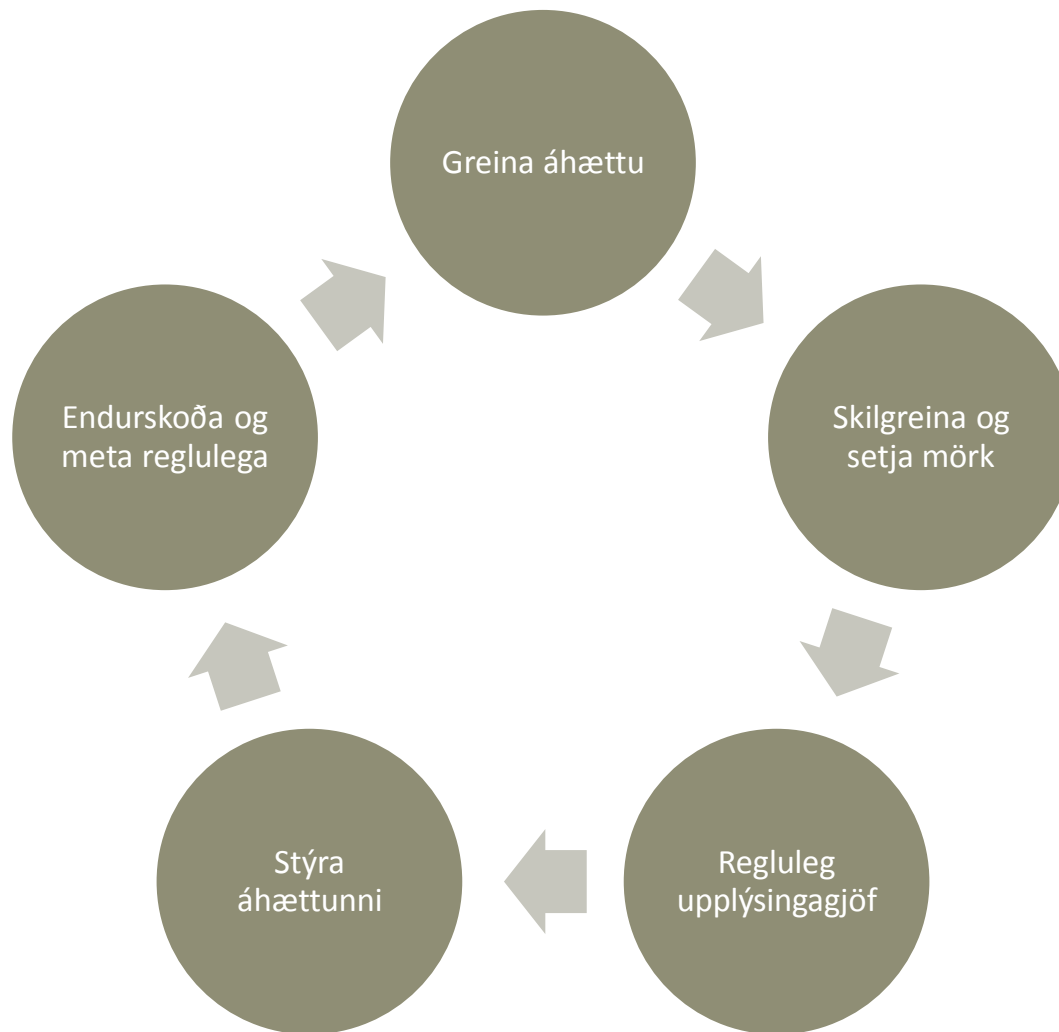 Greina áhættu
Skilgreina og
setja mörk
Regluleg
upplýsingagjöf
Stýra
áhættunni
Endurskoða og
meta reglulega